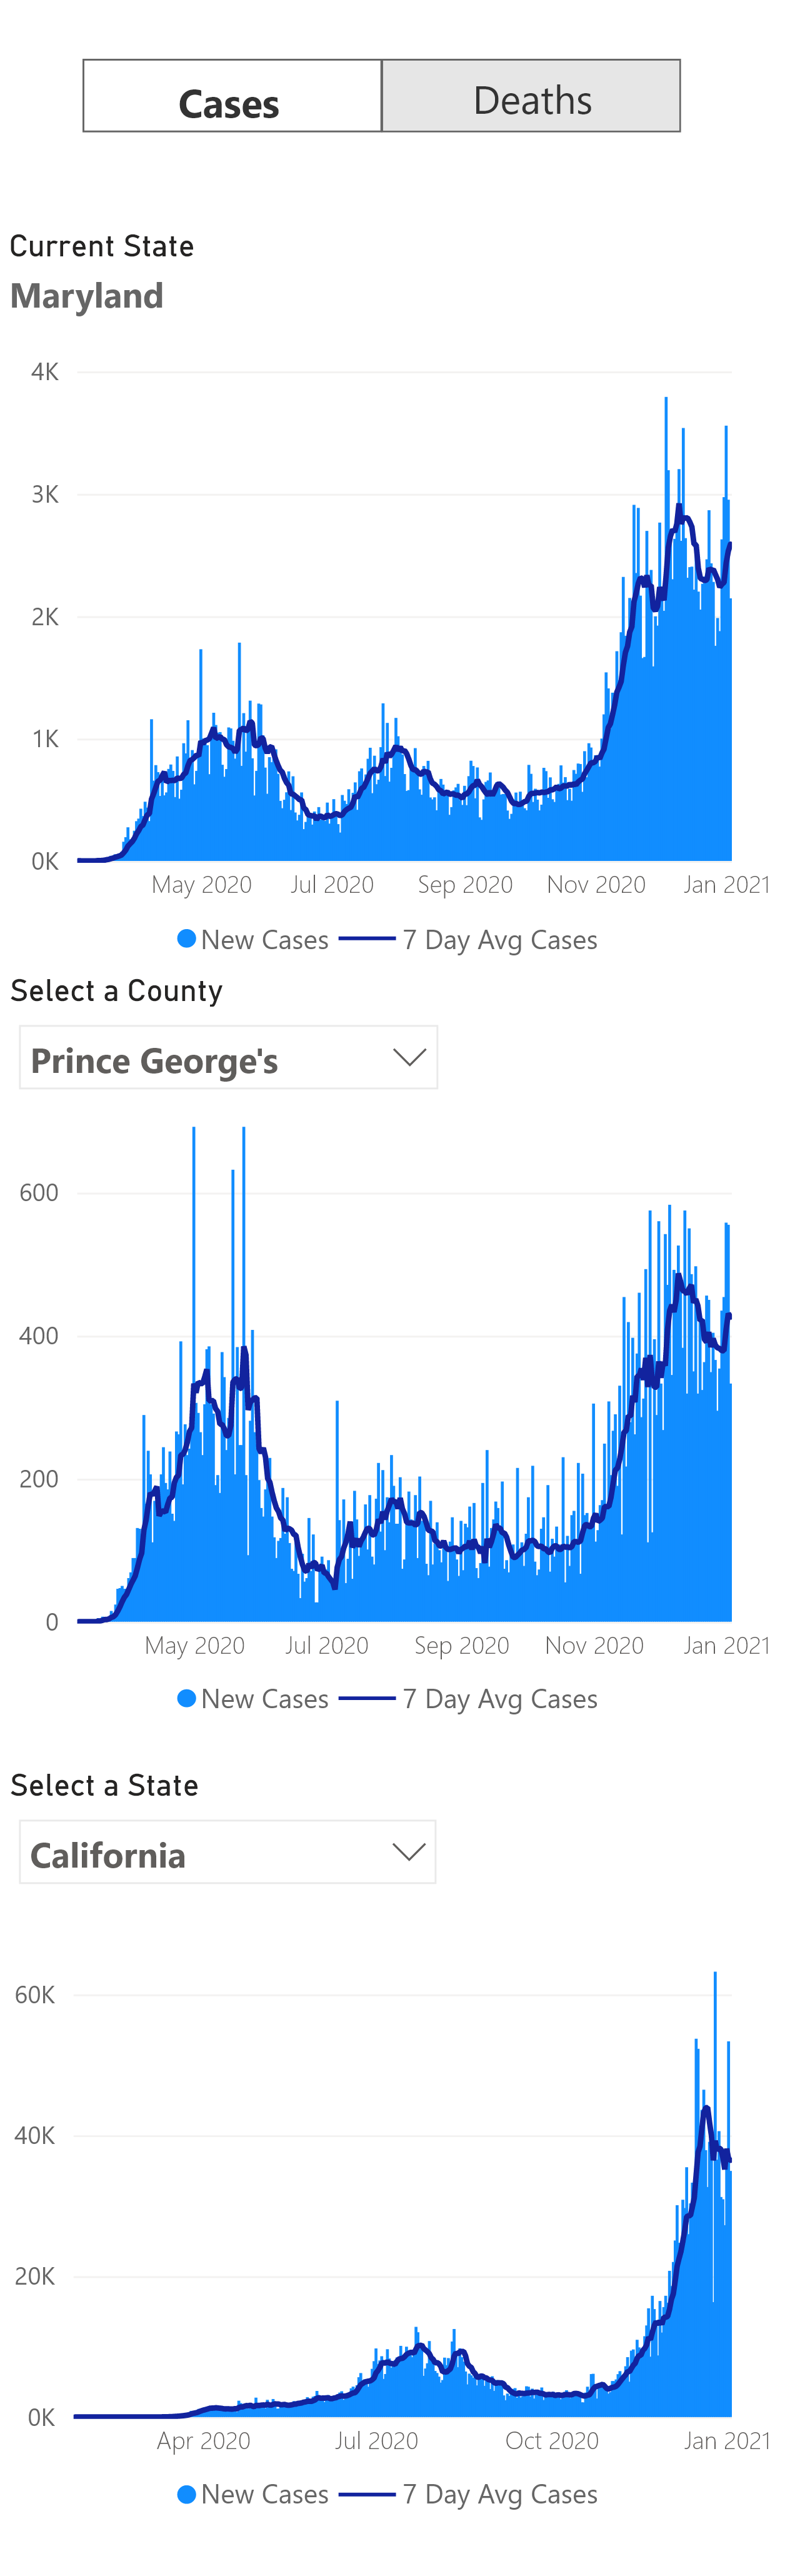 Cases Deaths
Current State
Maryland
4K
3K
2K
1K
0K
May 2020 Jul 2020 Sep 2020 Nov 2020 Jan 2021
New Cases 7 Day Avg Cases
Select a County
Prince George's
600
400
200
0
May 2020 Jul 2020 Sep 2020 Nov 2020 Jan 2021
New Cases 7 Day Avg Cases
Select a State
California
60K
40K
20K
0K
Apr 2020 Jul 2020 Oct 2020 Jan 2021
New Cases 7 Day Avg Cases